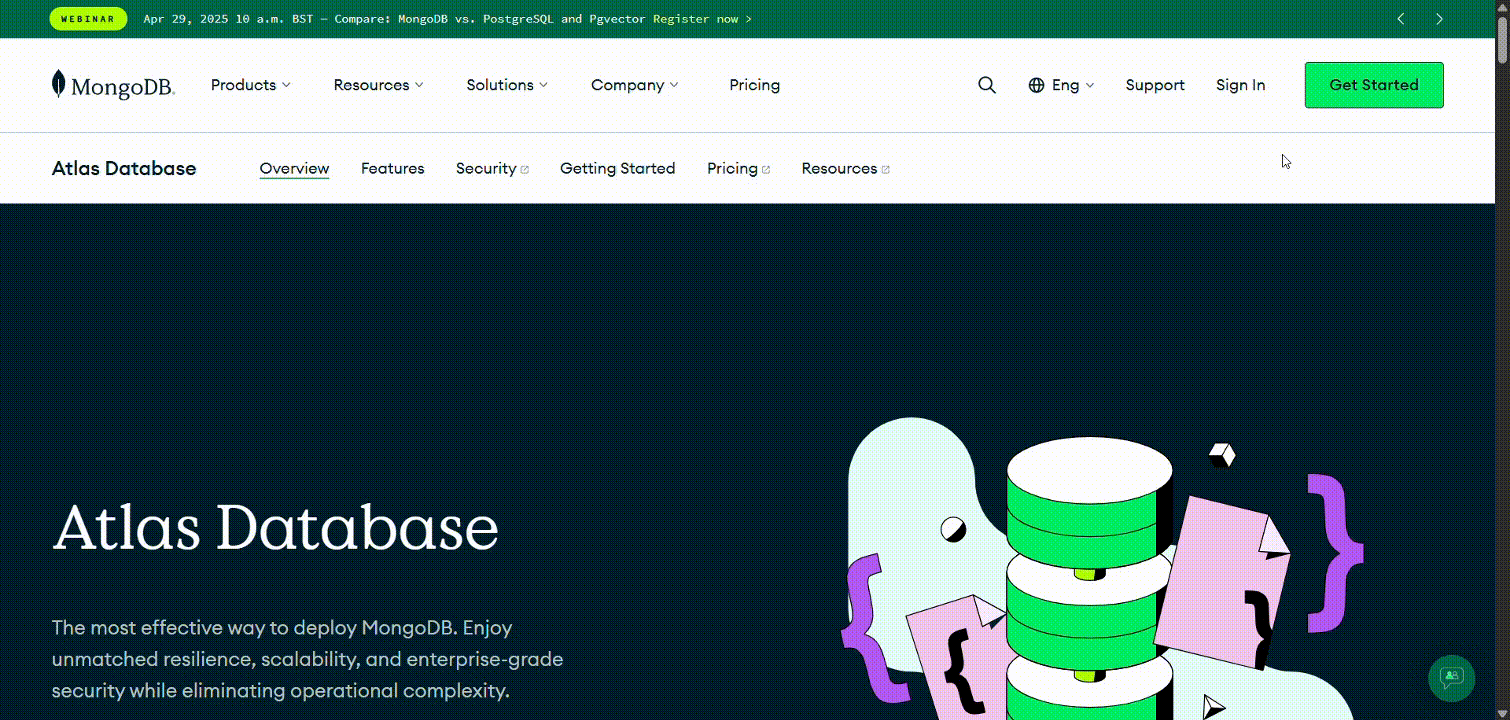 WEBINAR Apr 29, 2025 10 a.m. BST — Compare: MongoDB vs. PostgreSQL and Pgvector Register now >
MongoDB. Products Resources Solutions Company Pricing Eng Support Sign In Get Started
Atlas Database Overview Features Security Getting Started Pricing Resources
Atlas Database
The most effective way to deploy MongoDB. Enjoy
unmatched resilience, scalability, and enterprise-grade
security while eliminating operational complexity.